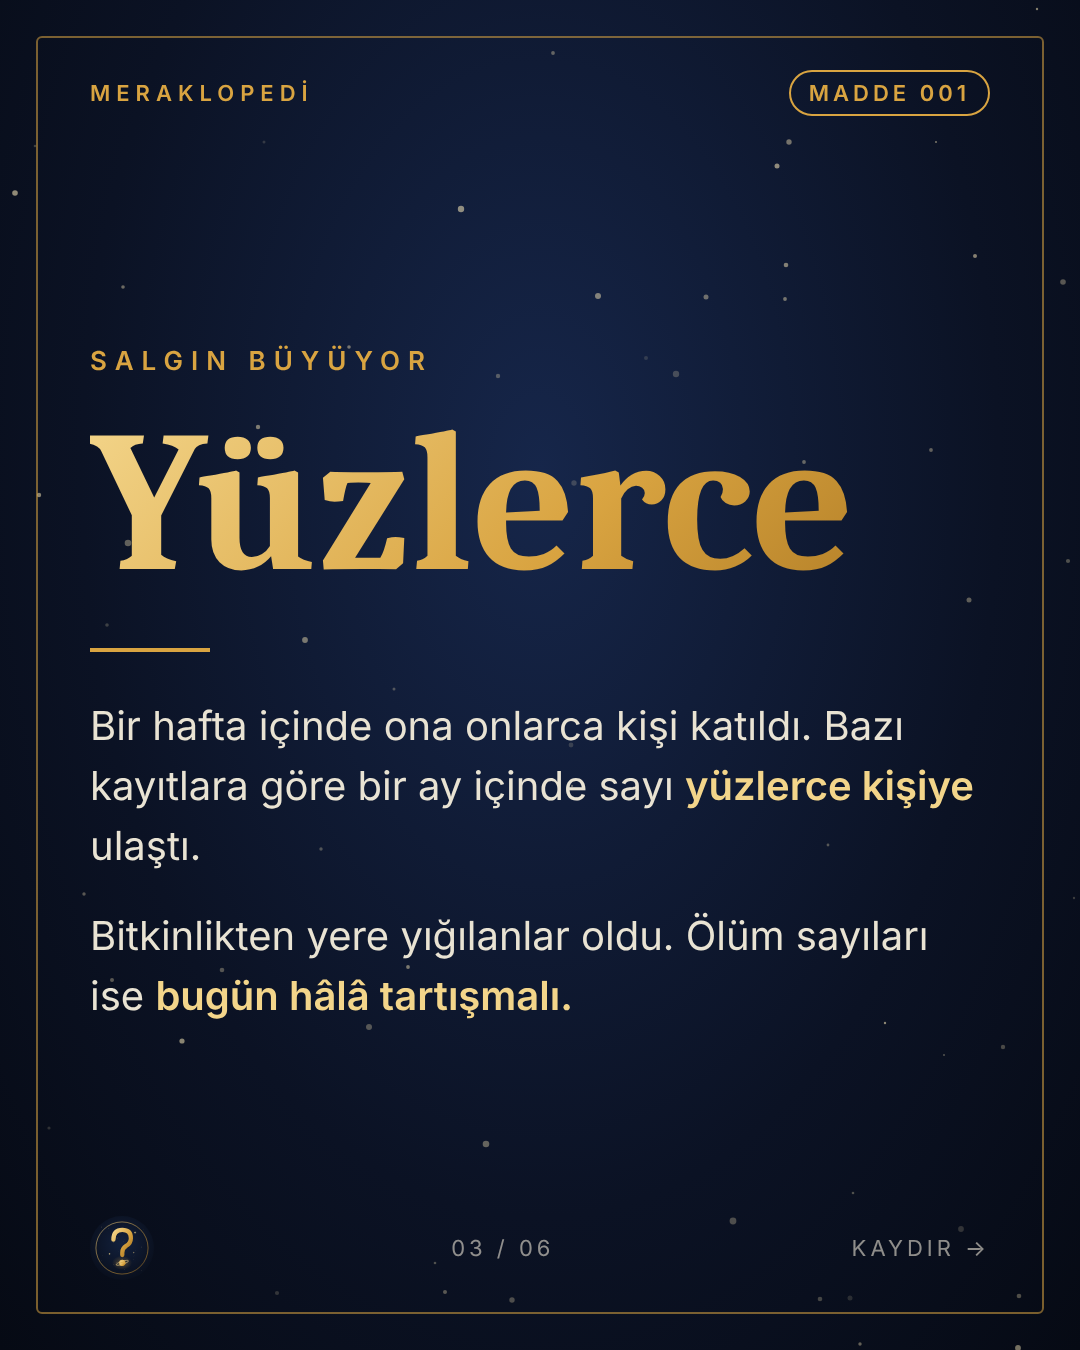 MERAKLOPEDİ
MADDE 001
SALGIN BÜYÜYOR
Yüzlerce
Bir hafta içinde ona onlarca kişi katıldı. Bazı
kayıtlara göre bir ay içinde sayı yüzlerce kişiye
ulaştı.
Bitkinlikten yere yığılanlar oldu. Ölüm sayıları
ise bugün hâlâ tartışmalı.
?
03 / 06
KAYDIR →